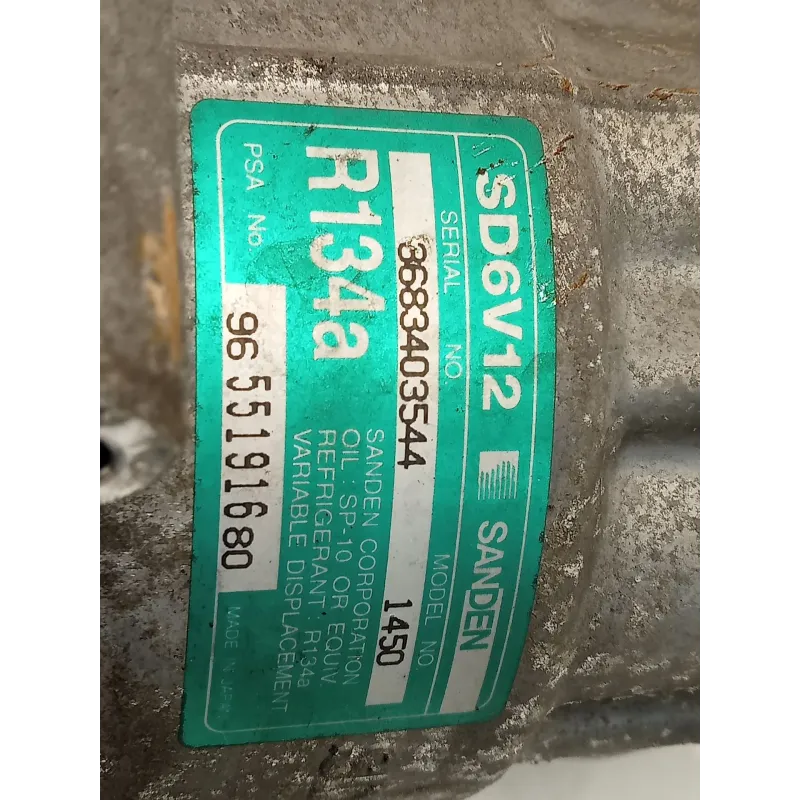 SD6V12 SANDEN
SERIAL NO. MODEL NO
3683403544 1450
R134a
SANDEN CORPORATION
OIL : SP-10 OR EQUIV
REFRIGERANT : R134a
VARIABLE DISPLACEMENT
PSA No 96 551916 80
MADE IN JAPAN